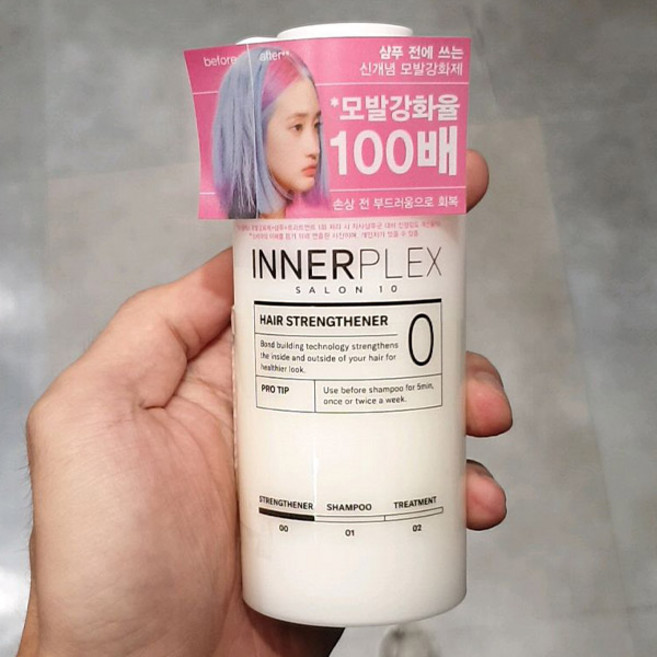 before
after
샴푸 전에 쓰는
신개념 모발강화제
*모발강화율
100배
손상 전 부드러움으로 회복
INNERPLEX
SALON 10
HAIR STRENGTHENER
0
Bond building technology strengthens
the inside and outside of your hair for
healthier look.
PRO TIP
Use before shampoo for 5min,
once or twice a week.
STRENGTHENER SHAMPOO TREATMENT
00 01 02